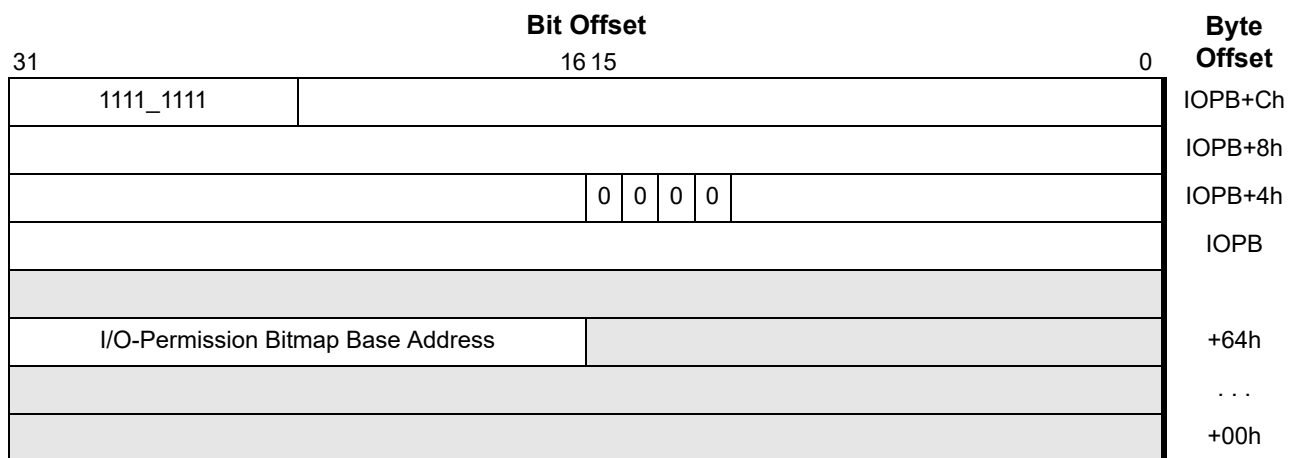 Bit Offset Byte
31 16 15 0 Offset
1111_1111 IOPB+Ch
IOPB+8h
0 0 0 0 IOPB+4h
IOPB
I/O-Permission Bitmap Base Address +64h
. . .
+00h